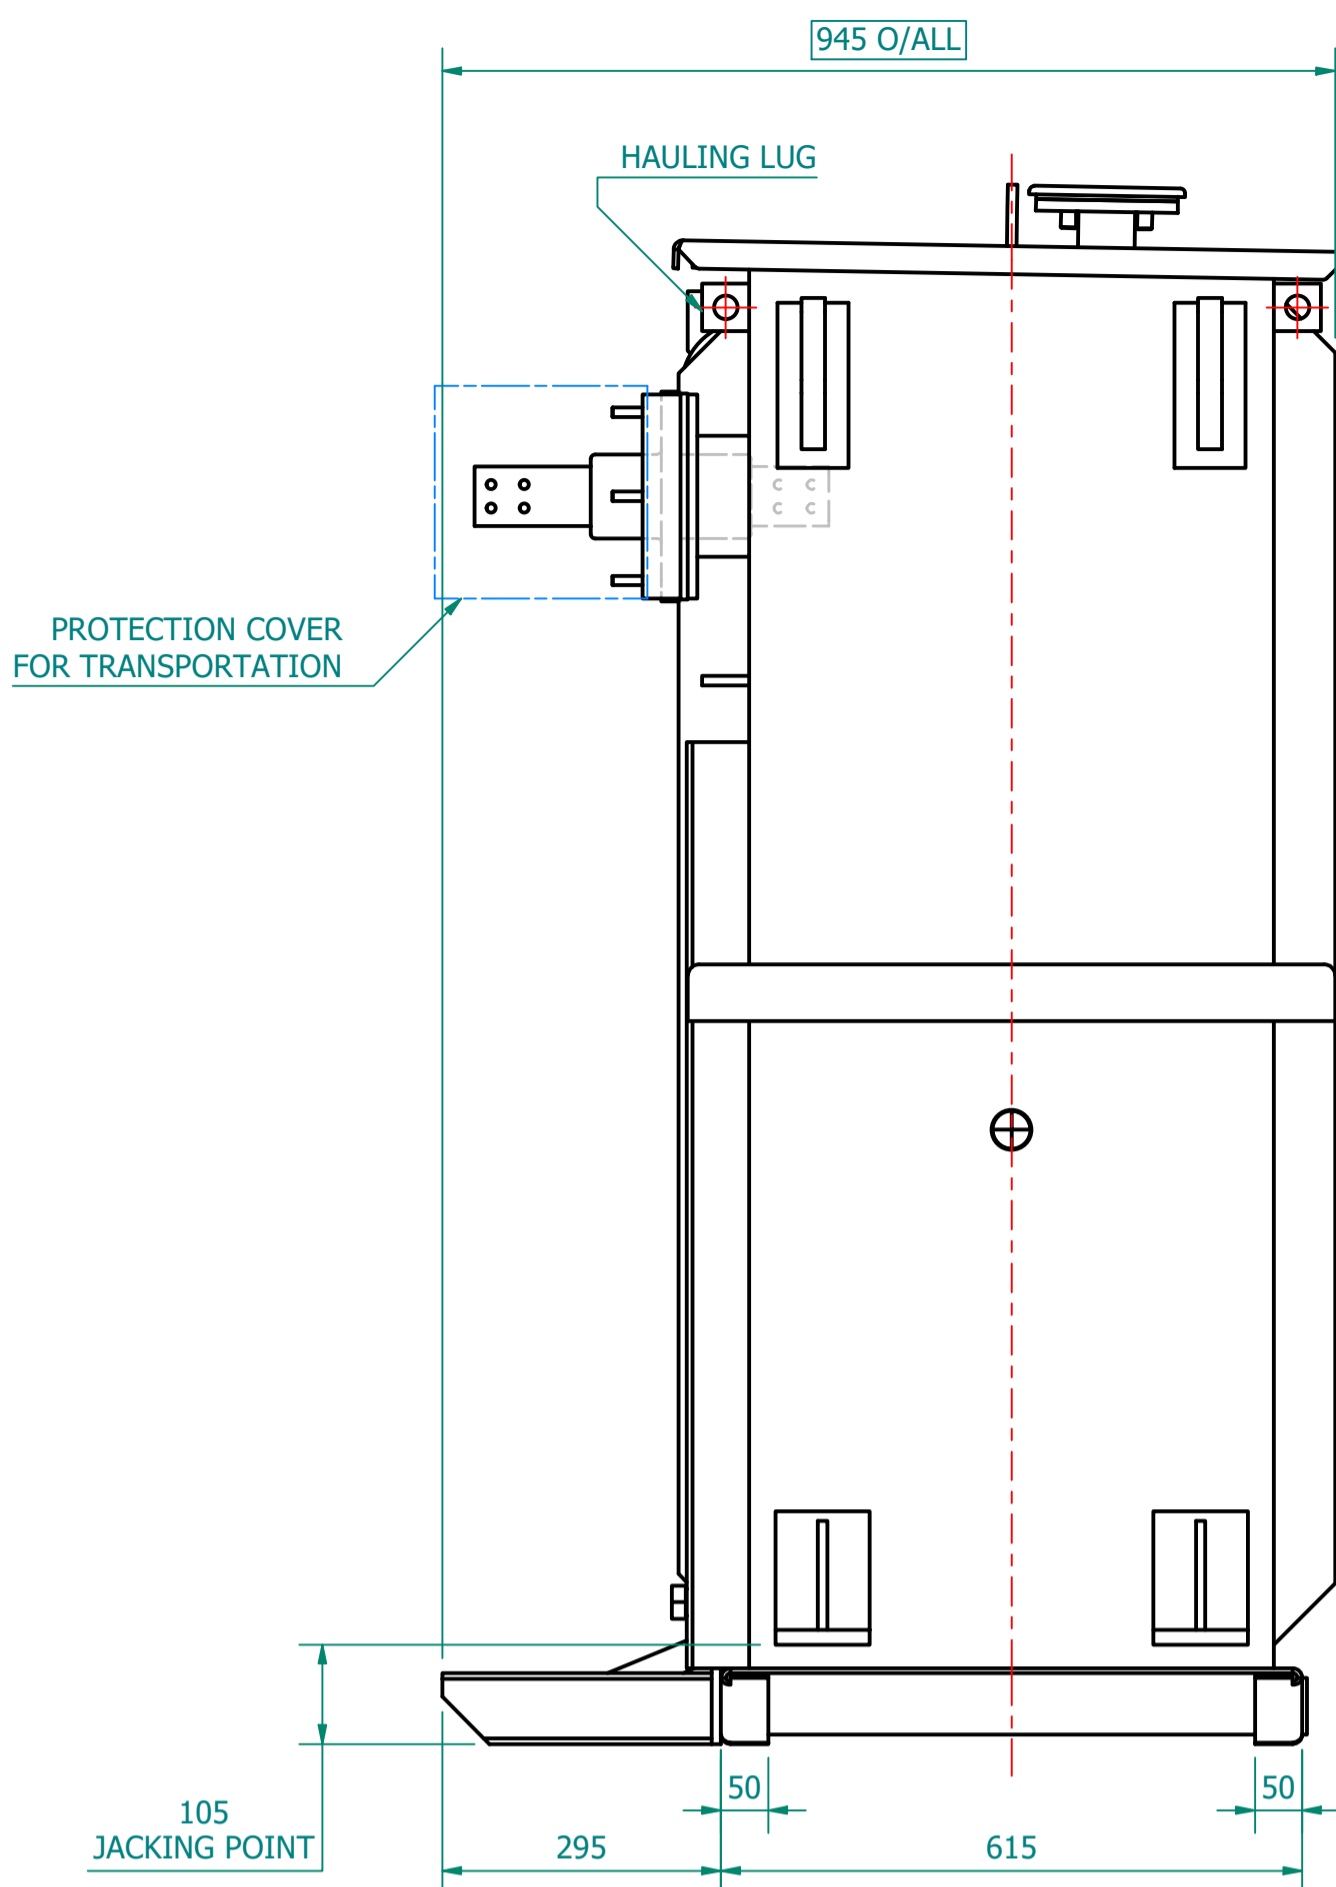 945 O/ALL
HAULING LUG
PROTECTION COVER
FOR TRANSPORTATION
50
50
105
JACKING POINT
295
615